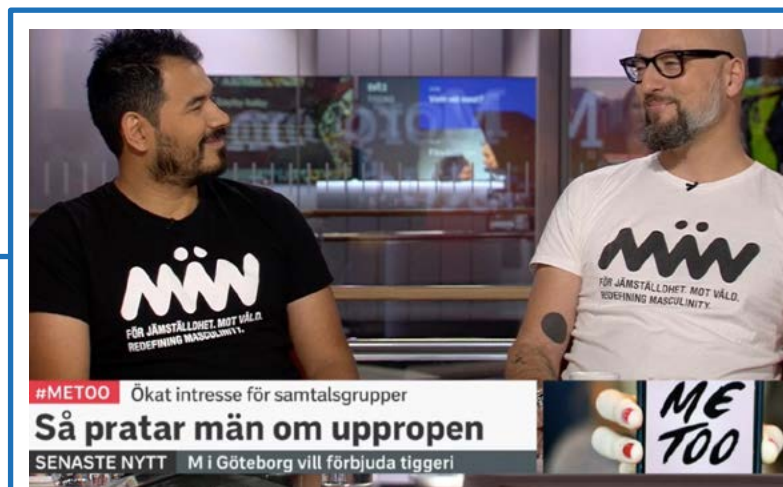 MÄN
FÖR JÄMSTÄLLDHET. MOT VÅLD.
REDEFINING MASCULINITY.
MÄN
FÖR JÄMSTÄLLDHET. MOT VÅLD.
REDEFINING MASCULINITY.
#METOO Ökat intresse för samtalsgrupper
Så pratar män om uppropen
SENASTE NYTT M i Göteborg vill förbjuda tiggeri
ME
TOO